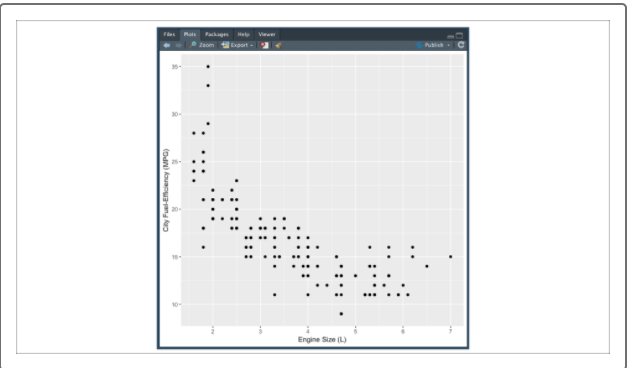 Files Plots Packages Help Viewer
Zoom Export Publish
35
30
25
20
15
10
City Fuel-Efficiency (MPG)
2 3 4 5 6 7
Engine Size (L)